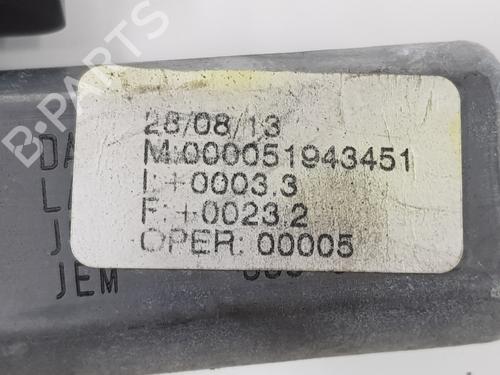 B-PARTS
28/08/13
M:000051943451
I:+0003.3
F:+0023.2
OPER: 00005
JEM